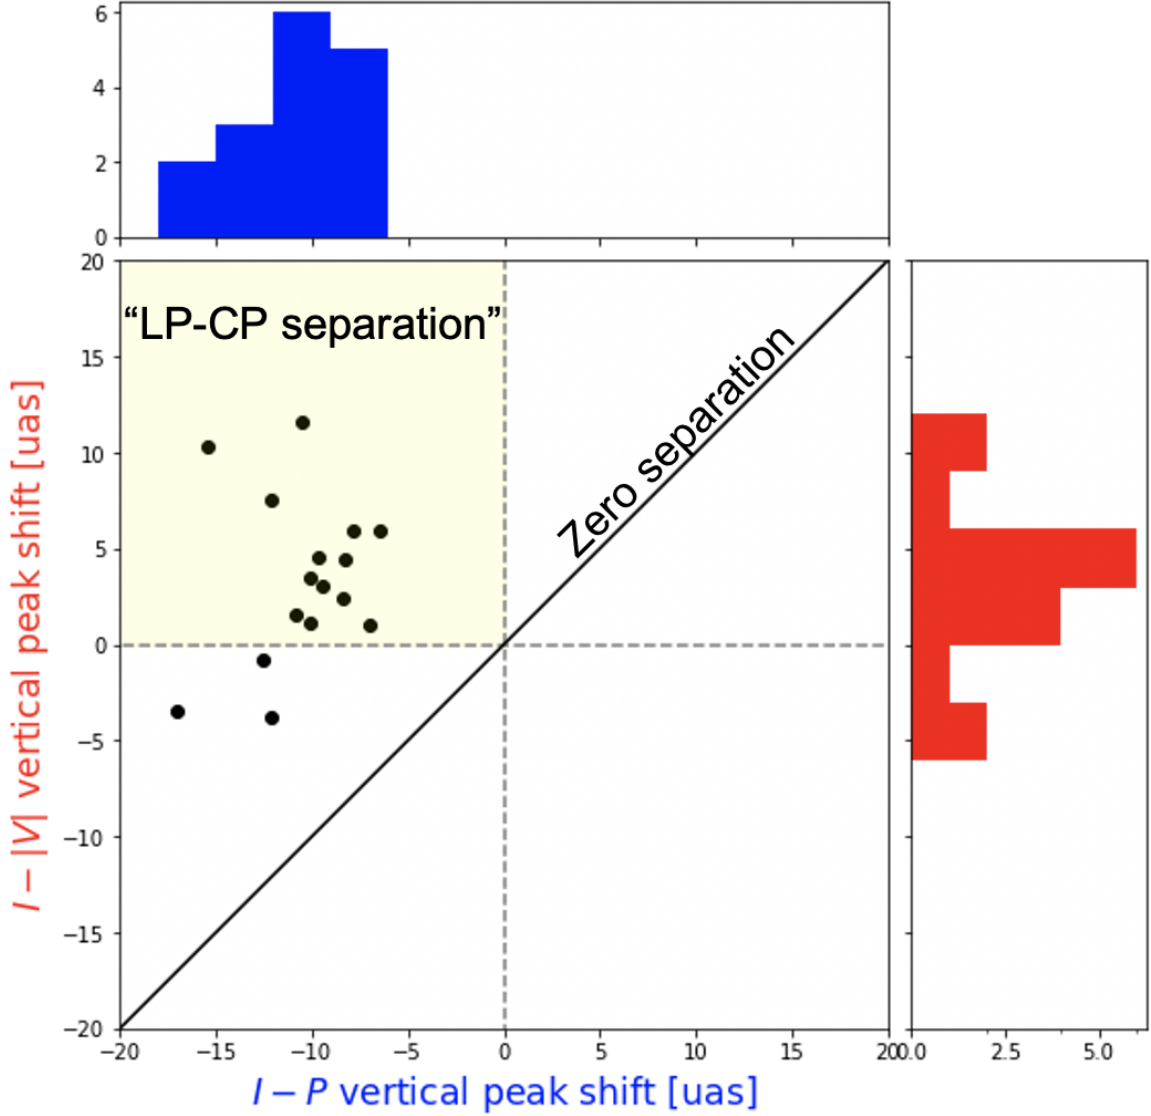 6
4
2
0
20
15
10
5
0
−5
−10
−15
−20
“LP-CP separation”
Zero separation
I − |V| vertical peak shift [uas]
−20 −15 −10 −5 0 5 10 15 20
0.0 2.5 5.0
I − P vertical peak shift [uas]